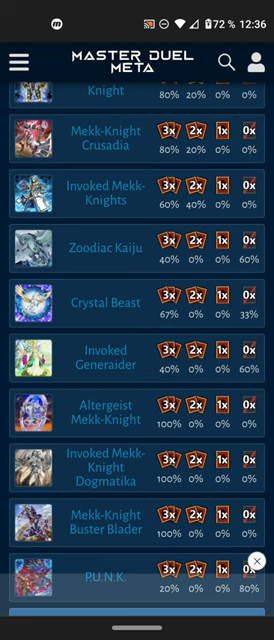 72 % 12:36
MASTER DUEL
META
Knight
3x 2x 1x 0x
80% 20% 0% 0%
Mekk-Knight
Crusadia
3x 2x 1x 0x
80% 20% 0% 0%
Invoked Mekk-
Knights
3x 2x 1x 0x
60% 40% 0% 0%
Zoodiac Kaiju
3x 2x 1x 0x
40% 0% 0% 60%
Crystal Beast
3x 2x 1x 0x
67% 0% 0% 33%
Invoked
Generaider
3x 2x 1x 0x
40% 0% 0% 60%
Altergeist
Mekk-Knight
3x 2x 1x 0x
100% 0% 0% 0%
Invoked Mekk-
Knight
Dogmatika
3x 2x 1x 0x
100% 0% 0% 0%
Mekk-Knight
Buster Blader
3x 2x 1x 0x
100% 0% 0% 0%
P.U.N.K.
3x 2x 1x 0x
20% 0% 0% 80%